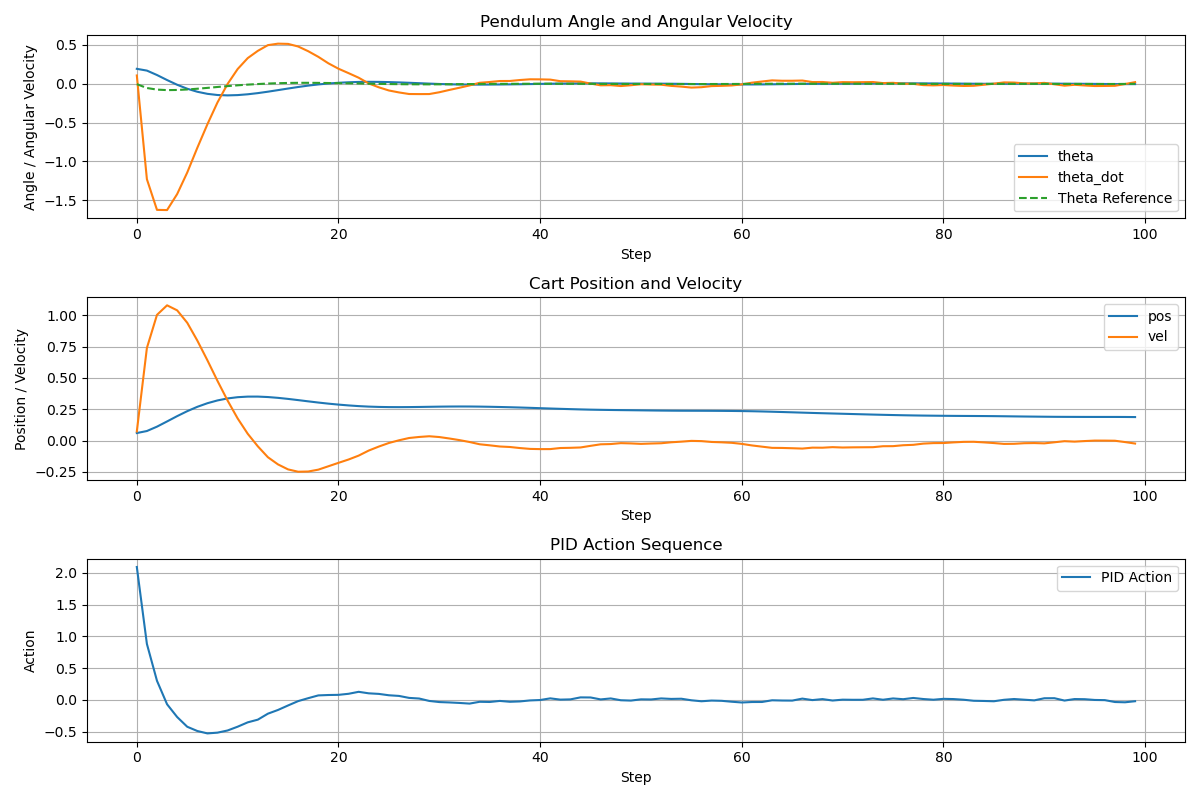 Pendulum Angle and Angular Velocity
Angle / Angular Velocity
0.5
0.0
−0.5
−1.0
−1.5
theta
theta_dot
Theta Reference
0 20 40 60 80 100
Step
Cart Position and Velocity
Position / Velocity
1.00
0.75
0.50
0.25
0.00
−0.25
pos
vel
0 20 40 60 80 100
Step
PID Action Sequence
Action
2.0
1.5
1.0
0.5
0.0
−0.5
PID Action
0 20 40 60 80 100
Step